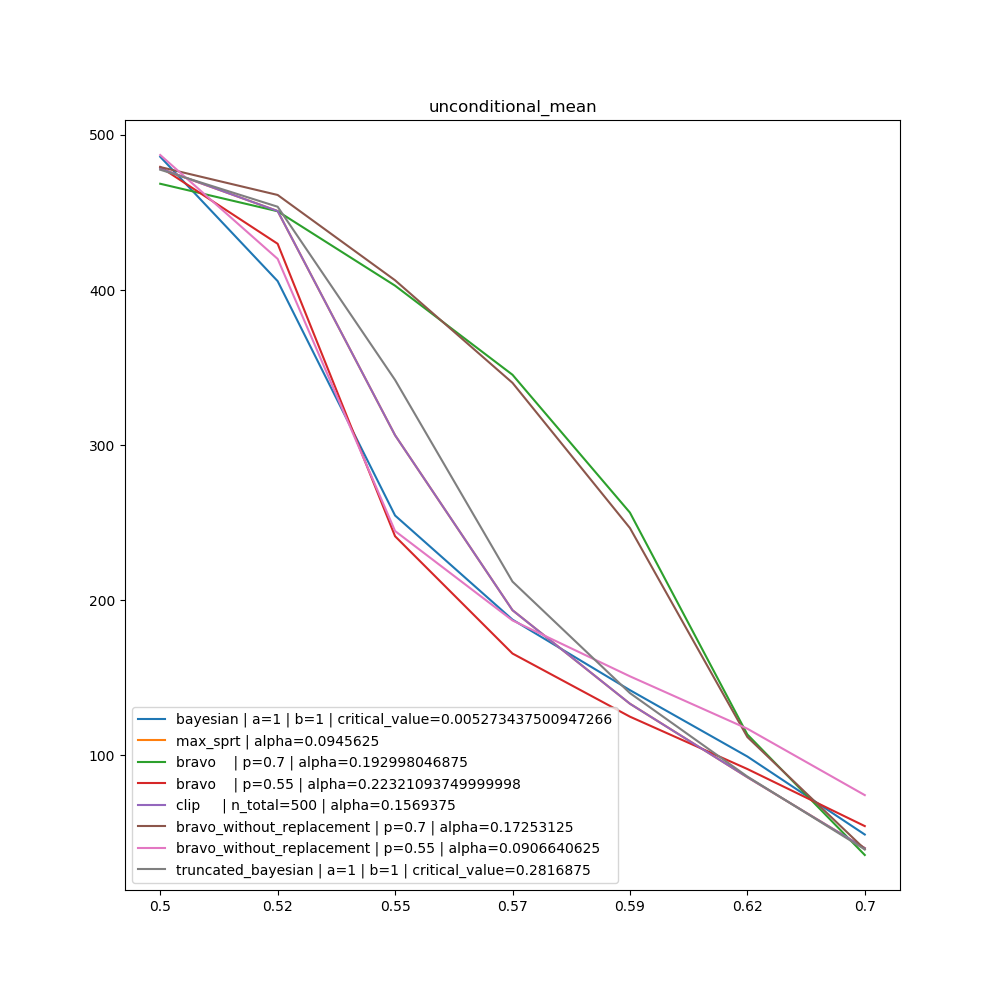 unconditional_mean
500
400
300
200
100
bayesian | a=1 | b=1 | critical_value=0.005273437500947266
max_sprt | alpha=0.0945625
bravo    | p=0.7 | alpha=0.192998046875
bravo    | p=0.55 | alpha=0.22321093749999998
clip     | n_total=500 | alpha=0.1569375
bravo_without_replacement | p=0.7 | alpha=0.17253125
bravo_without_replacement | p=0.55 | alpha=0.0906640625
truncated_bayesian | a=1 | b=1 | critical_value=0.2816875
0.5 0.52 0.55 0.57 0.59 0.62 0.7